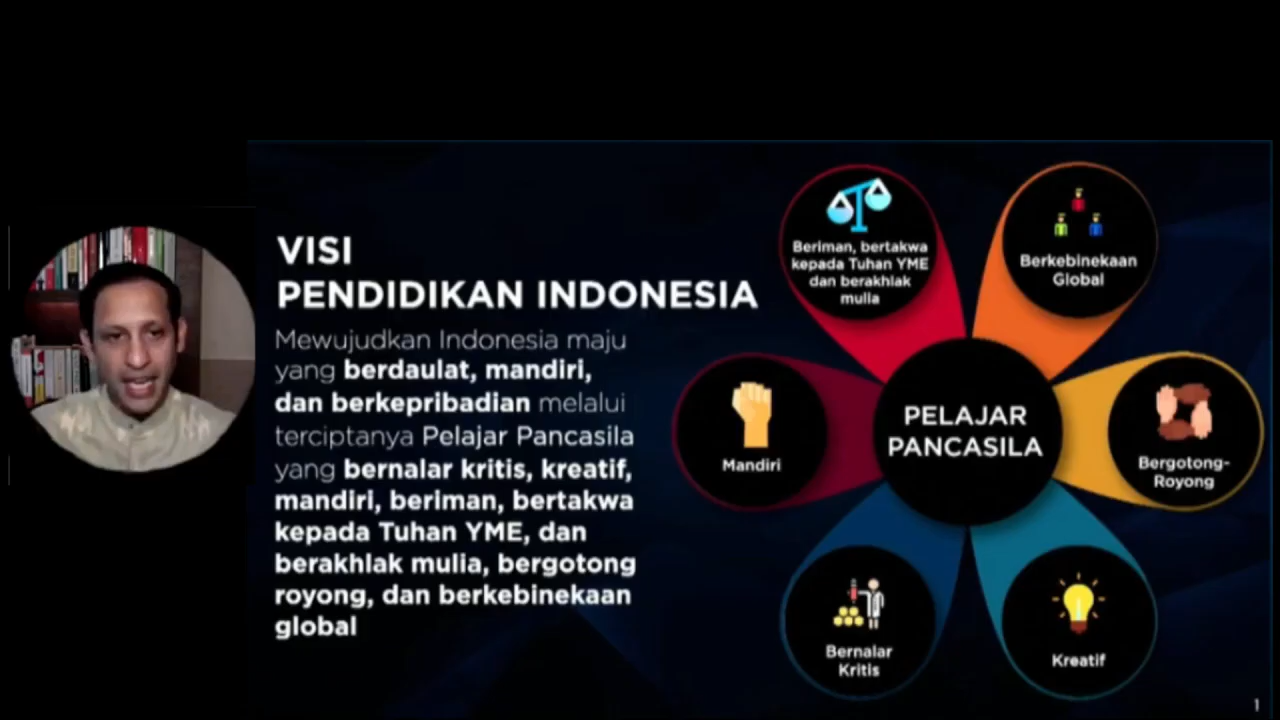 VISI
PENDIDIKAN INDONESIA
Mewujudkan Indonesia maju
yang berdaulat, mandiri,
dan berkepribadian melalui
terciptanya Pelajar Pancasila
yang bernalar kritis, kreatif,
mandiri, beriman, bertakwa
kepada Tuhan YME, dan
berakhlak mulia, bergotong
royong, dan berkebinekaan
global
Beriman, bertakwa
kepada Tuhan YME
dan berakhlak
mulia
Berkebinekaan
Global
Mandiri
PELAJAR
PANCASILA
Bergotong-
Royong
Bernalar
Kritis
Kreatif
1